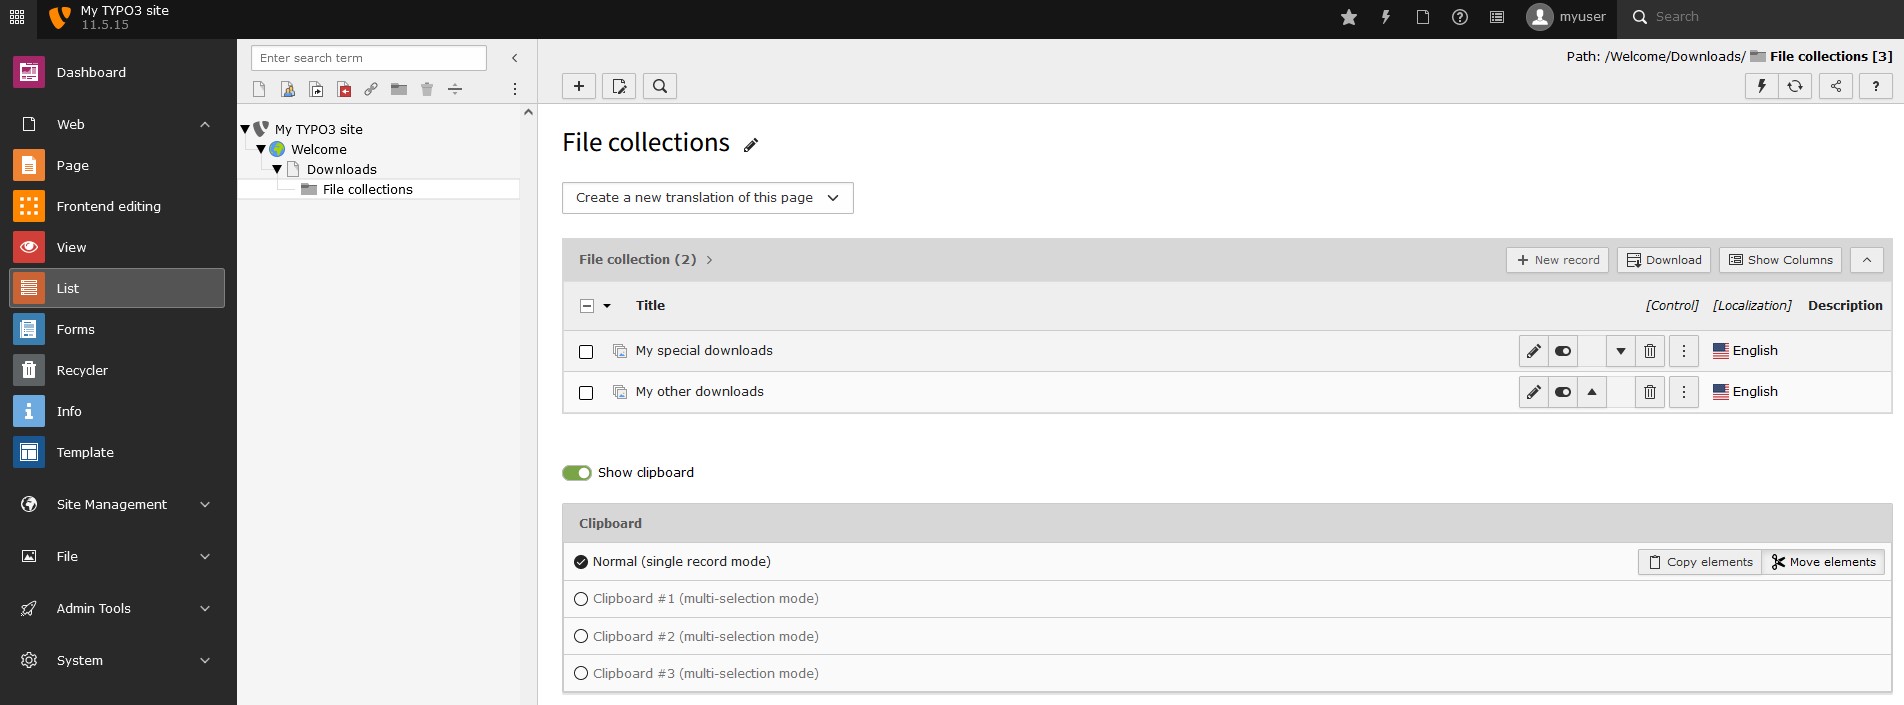 My TYPO3 site
11.5.15
myuser
Search
Dashboard
Web
Page
Frontend editing
View
List
Forms
Recycler
Info
Template
Site Management
File
Admin Tools
System
Enter search term
My TYPO3 site
Welcome
Downloads
File collections
Path: /Welcome/Downloads/ File collections [3]
File collections
Create a new translation of this page
File collection (2)
New record Download Show Columns
Title [Control] [Localization] Description
My special downloads English
My other downloads English
Show clipboard
Clipboard
Normal (single record mode) Copy elements Move elements
Clipboard #1 (multi-selection mode)
Clipboard #2 (multi-selection mode)
Clipboard #3 (multi-selection mode)